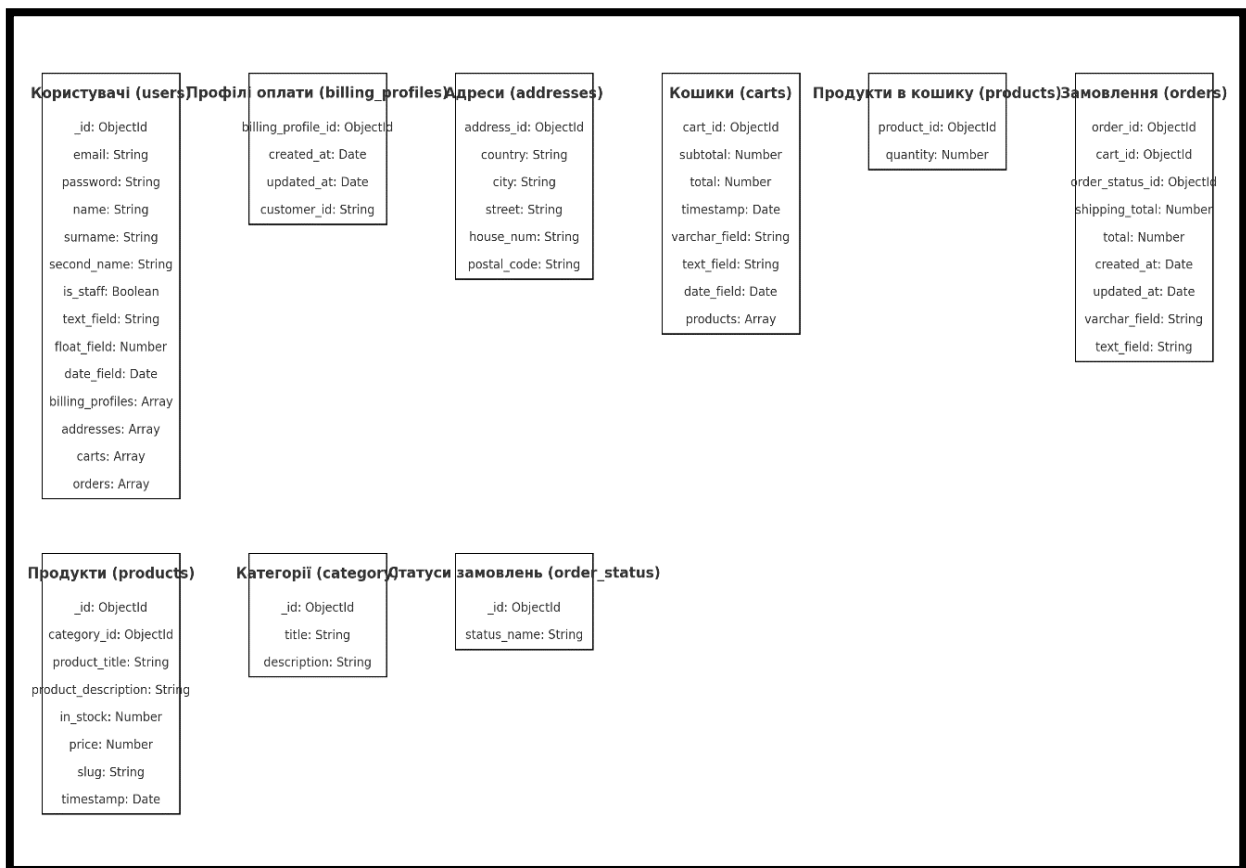 Користувачі (users)
_id: ObjectId
email: String
password: String
name: String
surname: String
second_name: String
is_staff: Boolean
text_field: String
float_field: Number
date_field: Date
billing_profiles: Array
addresses: Array
carts: Array
orders: Array
Профілі оплати (billing_profiles)
billing_profile_id: ObjectId
created_at: Date
updated_at: Date
customer_id: String
Адреси (addresses)
address_id: ObjectId
country: String
city: String
street: String
house_num: String
postal_code: String
Кошики (carts)
cart_id: ObjectId
subtotal: Number
total: Number
timestamp: Date
varchar_field: String
text_field: String
date_field: Date
products: Array
Продукти в кошику (products)
product_id: ObjectId
quantity: Number
Замовлення (orders)
order_id: ObjectId
cart_id: ObjectId
order_status_id: ObjectId
shipping_total: Number
total: Number
created_at: Date
updated_at: Date
varchar_field: String
text_field: String
Продукти (products)
_id: ObjectId
category_id: ObjectId
product_title: String
product_description: String
in_stock: Number
price: Number
slug: String
timestamp: Date
Категорії (category)
_id: ObjectId
title: String
description: String
Статуси замовлень (order_status)
_id: ObjectId
status_name: String